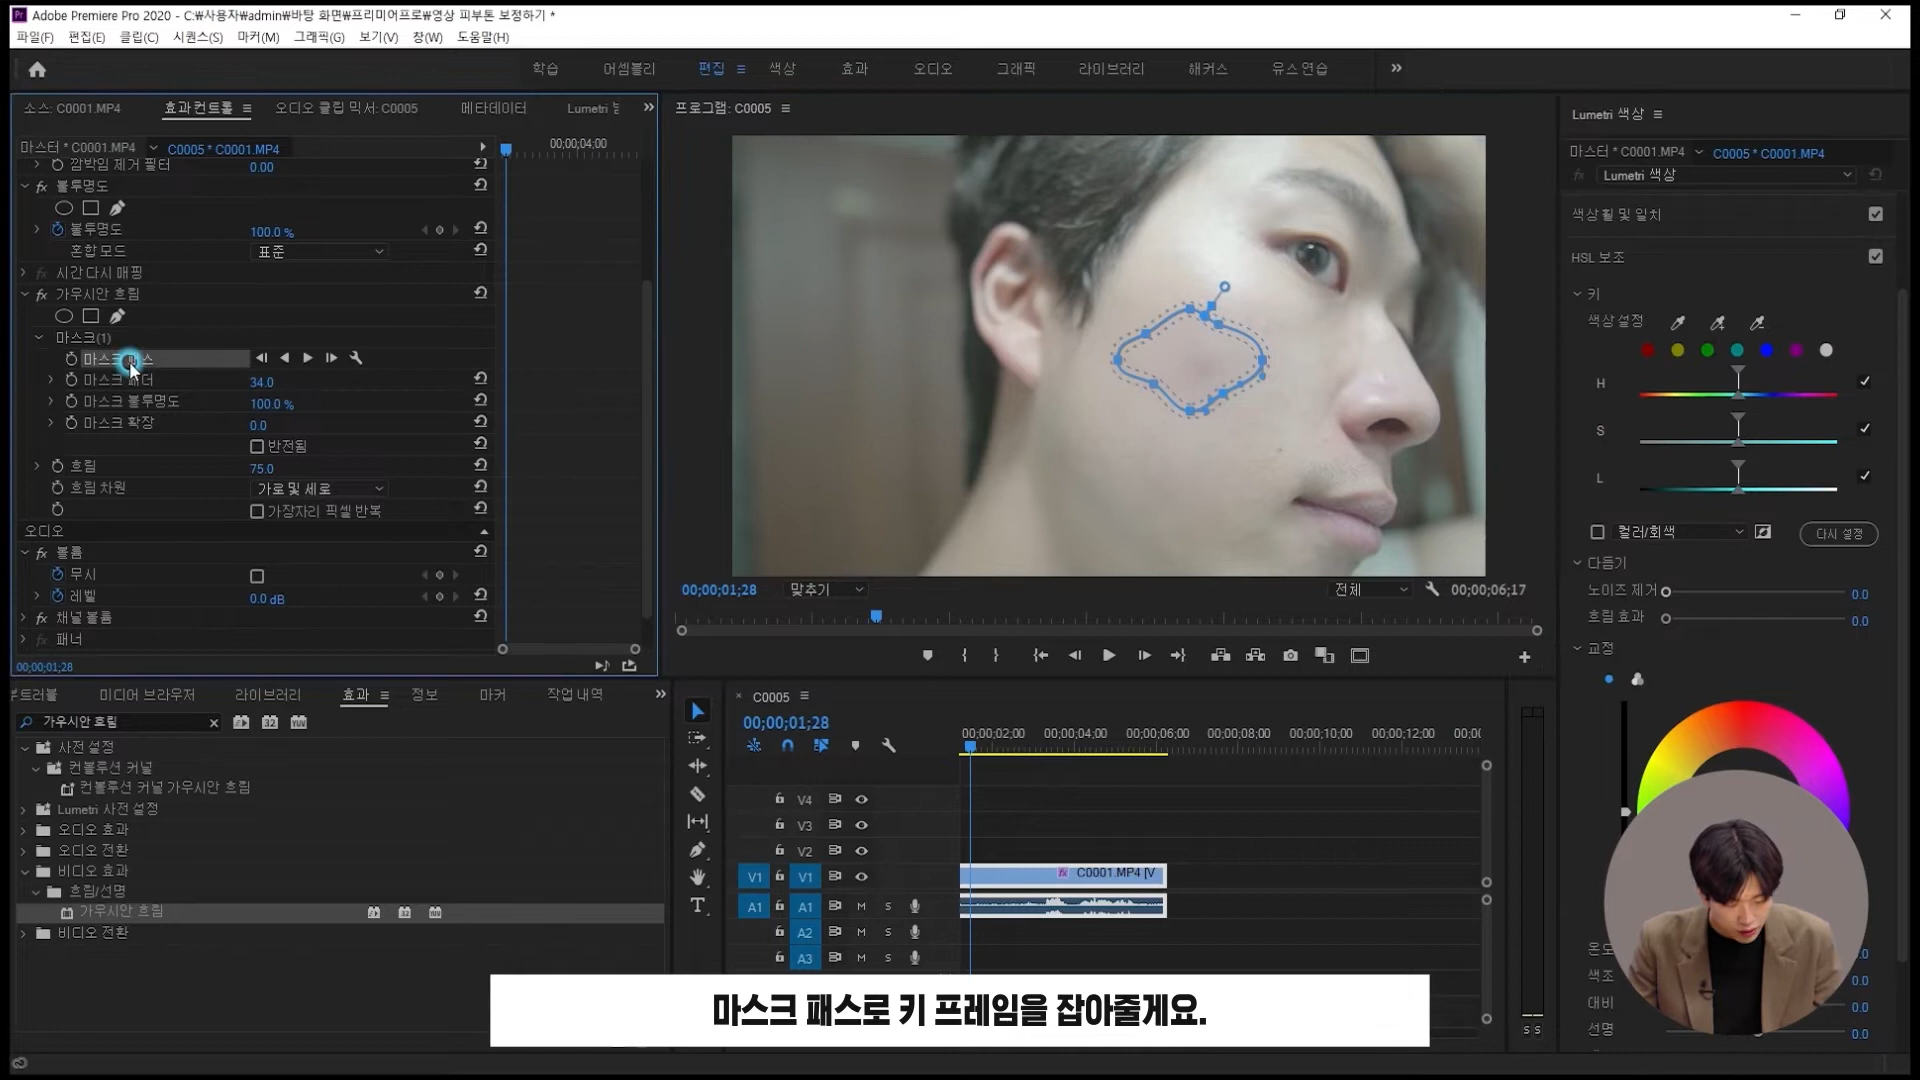 Adobe Premiere Pro 2020 - C:₩사용자₩admin₩바탕 화면₩프리미어프로₩영상 피부톤 보정하기 *
파일(F) 편집(E) 클립(C) 시퀀스(S) 마커(M) 그래픽(G) 보기(V) 창(W) 도움말(H)
학습 어셈블리 편집 색상 효과 오디오 그래픽 라이브러리 해커스 유스연습
소스: C0001.MP4 효과 컨트롤 오디오 클립 믹서: C0005 메타데이터 Lumetri
프로그램: C0005
Lumetri 색상
마스터 * C0001.MP4 C0005 * C0001.MP4
00;00;04;00
마스터 * C0001.MP4 C0005 * C0001.MP4
fx Lumetri 색상
깜박임 제거 필터 0.00
fx 불투명도
불투명도 100.0 %
혼합 모드 표준
fx 시간 다시 매핑
fx 가우시안 흐림
마스크(1)
마스크 패스
마스크 페더 34.0
마스크 불투명도 100.0 %
마스크 확장 0.0
반전됨
흐림 75.0
흐림 차원 가로 및 세로
가장자리 픽셀 반복
오디오
fx 볼륨
무시
레벨 0.0 dB
채널 볼륨
fx 패너
00;00;01;28
00;00;01;28 맞추기 전체 00;00;06;17
색상 휠 및 일치
HSL 보조
키
색상 설정
H
S
L
컬러/회색 다시 설정
다듬기
노이즈 제거 0.0
흐림 효과 0.0
교정
온도
색조 0.0
대비 0.0
선명 0.0
미디어 브라우저 라이브러리 효과 정보 마커 작업 내역
가우시안 흐림
사전 설정
컨볼루션 커널
컨볼루션 커널 가우시안 흐림
Lumetri 사전 설정
오디오 효과
오디오 전환
비디오 효과
흐림/선명
가우시안 흐림
비디오 전환
C0005
00;00;01;28
00;00;02;00 00;00;04;00 00;00;06;00 00;00;08;00 00;00;10;00 00;00;12;00
V4
V3
V2
V1 V1 fx C0001.MP4 [V
A1 A1 M S
A2 M S
A3 M S
S S
마스크 패스로 키 프레임을 잡아줄게요.